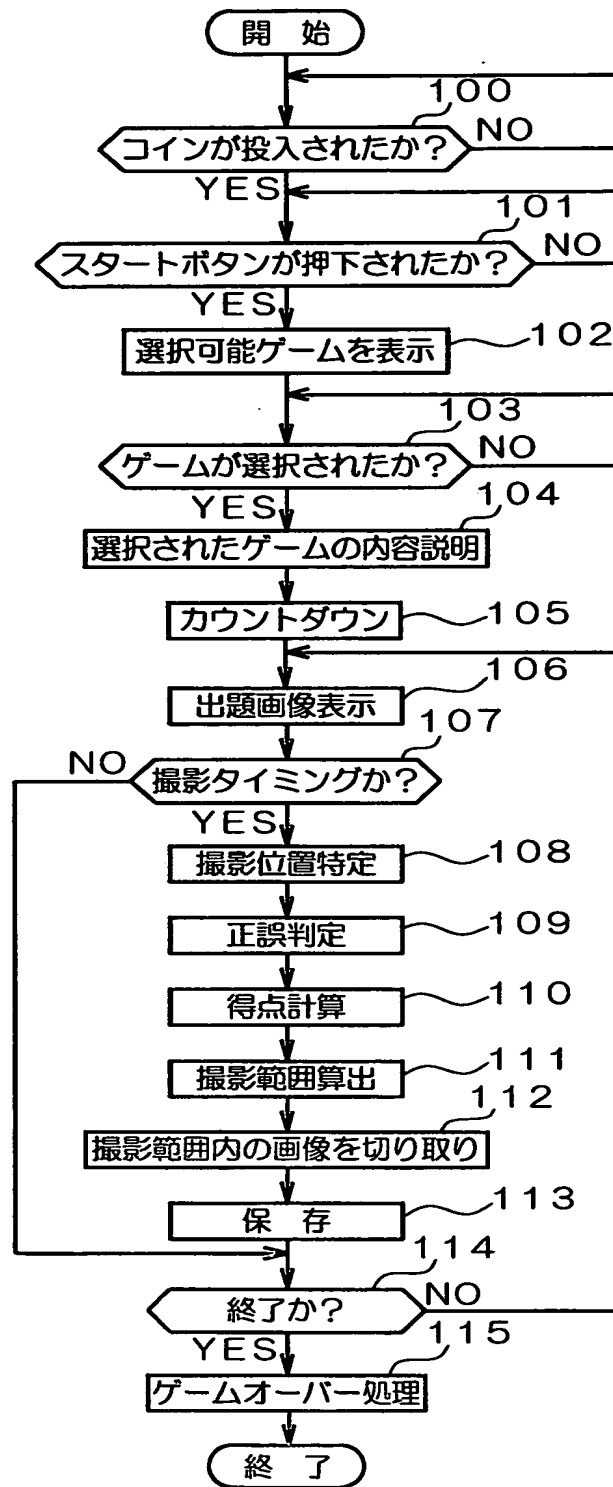 開 始
100
コインが投入されたか?
NO
YES
101
スタートボタンが押下されたか?
NO
YES
選択可能ゲームを表示
102
103
ゲームが選択されたか?
NO
YES
104
選択されたゲームの内容説明
カウントダウン
105
出題画像表示
106
107
NO
撮影タイミングか?
YES
撮影位置特定
108
正誤判定
109
得点計算
110
撮影範囲算出
111
112
撮影範囲内の画像を切り取り
保 存
113
114
終了か?
NO
YES
115
ゲームオーバー処理
終 了